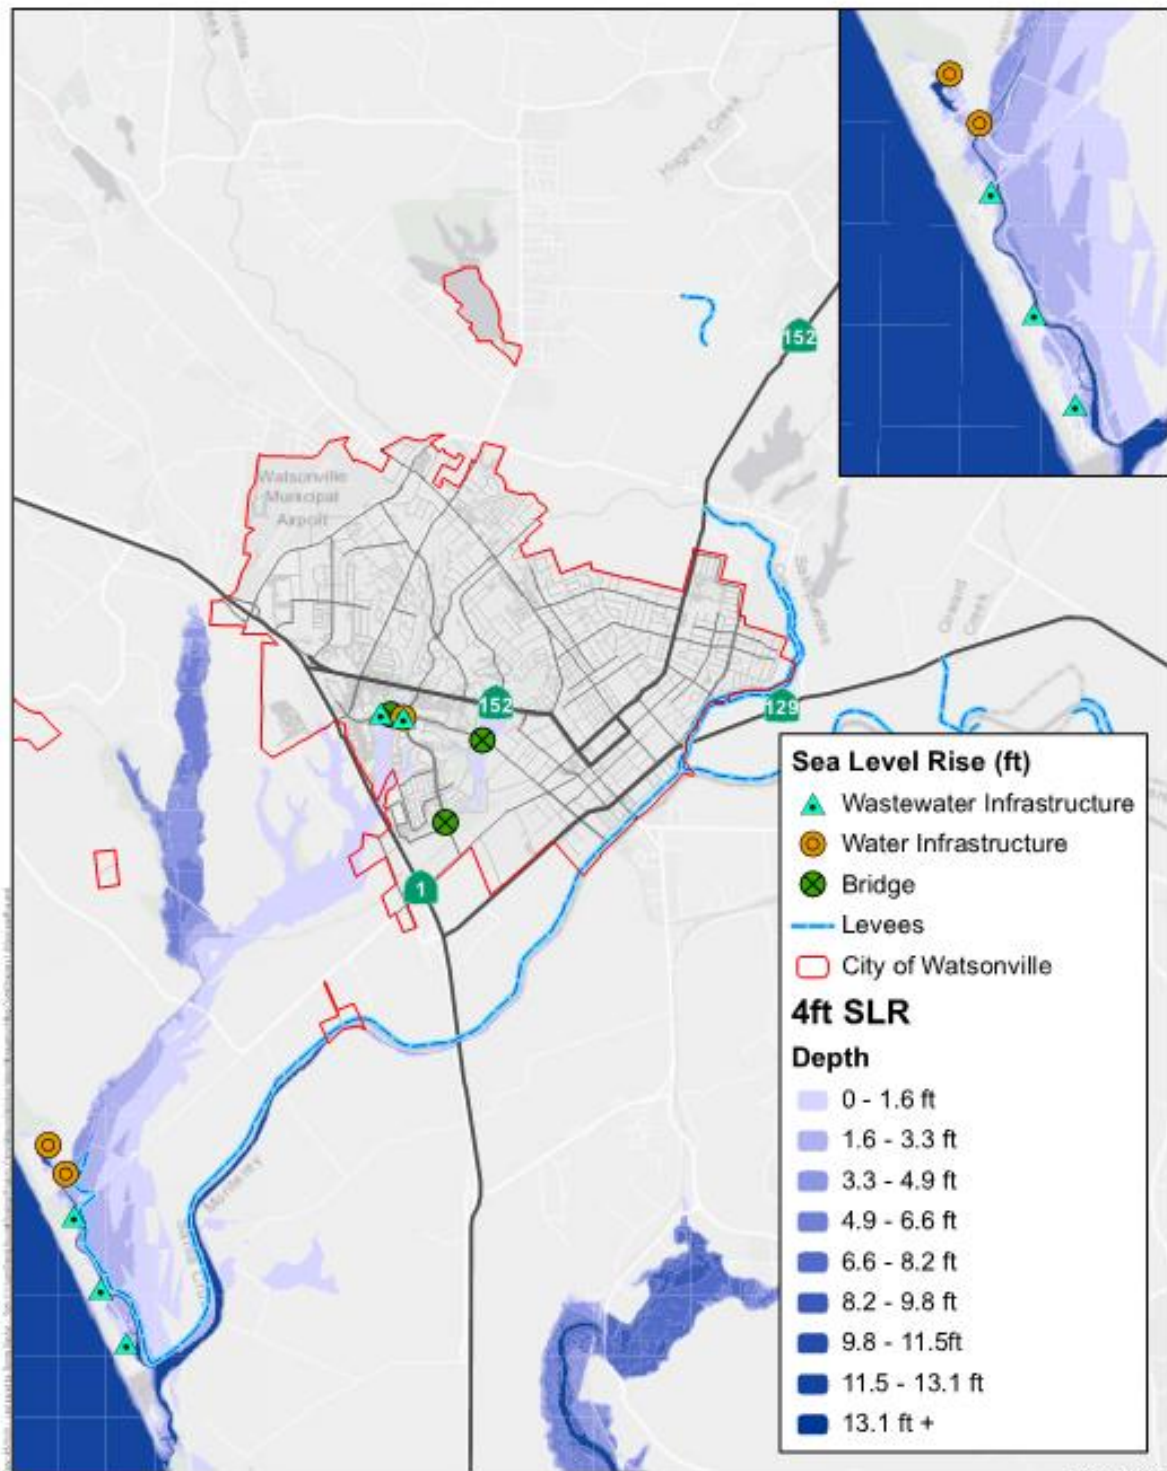 Hughes Creek
152
Watsonville
Municipal
Airport
Salsipuedes
Coward
Creek
152
129
1
Sea Level Rise (ft)
Wastewater Infrastructure
Water Infrastructure
Bridge
Levees
City of Watsonville
4ft SLR
Depth
0 - 1.6 ft
1.6 - 3.3 ft
3.3 - 4.9 ft
4.9 - 6.6 ft
6.6 - 8.2 ft
8.2 - 9.8 ft
9.8 - 11.5ft
11.5 - 13.1 ft
13.1 ft +
Monterey